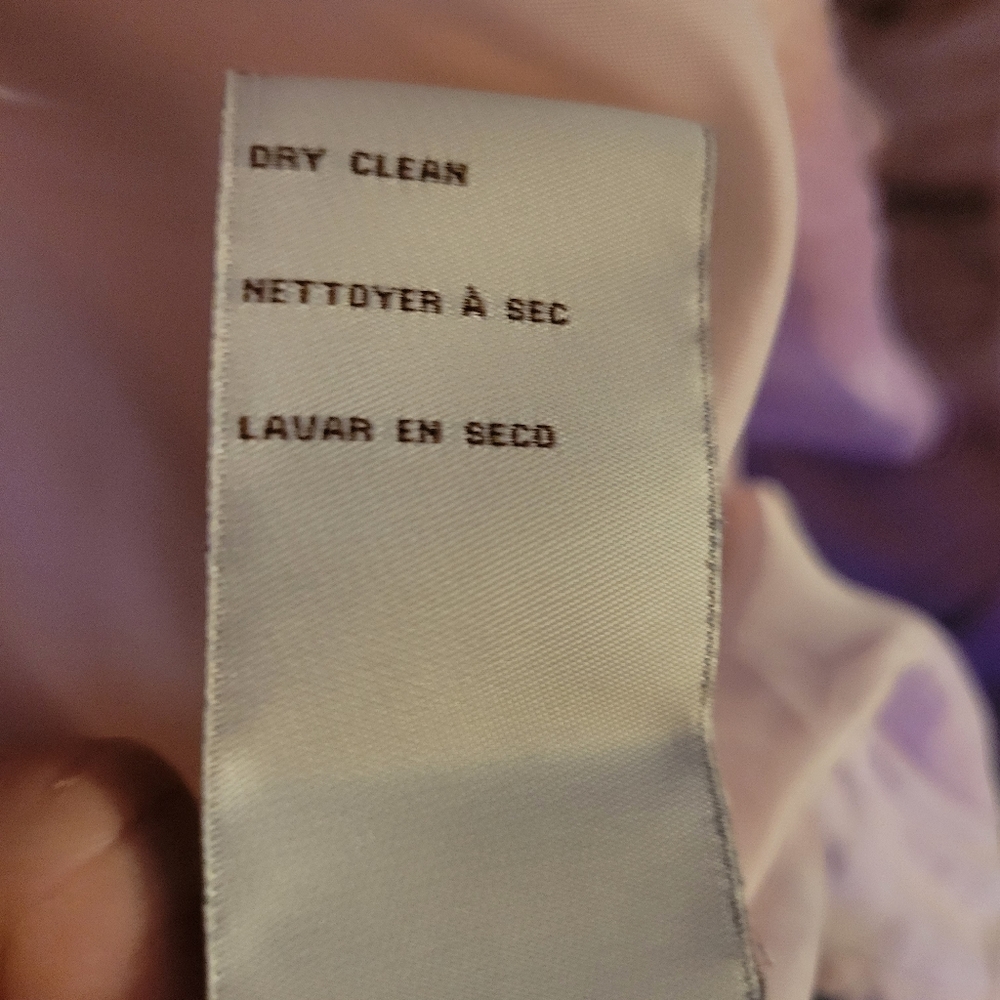 DRY CLEAN
NETTOYER À SEC
LAVAR EN SECO